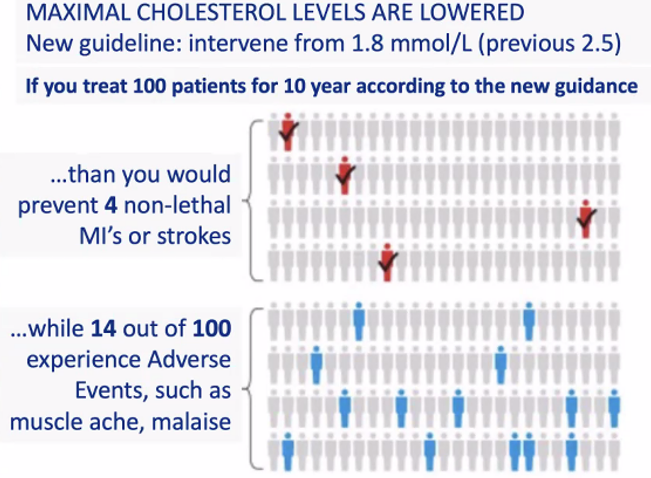 MAXIMAL CHOLESTEROL LEVELS ARE LOWERED
New guideline: intervene from 1.8 mmol/L (previous 2.5)
If you treat 100 patients for 10 year according to the new guidance
...than you would
prevent 4 non-lethal
MI's or strokes
...while 14 out of 100
experience Adverse
Events, such as
muscle ache, malaise